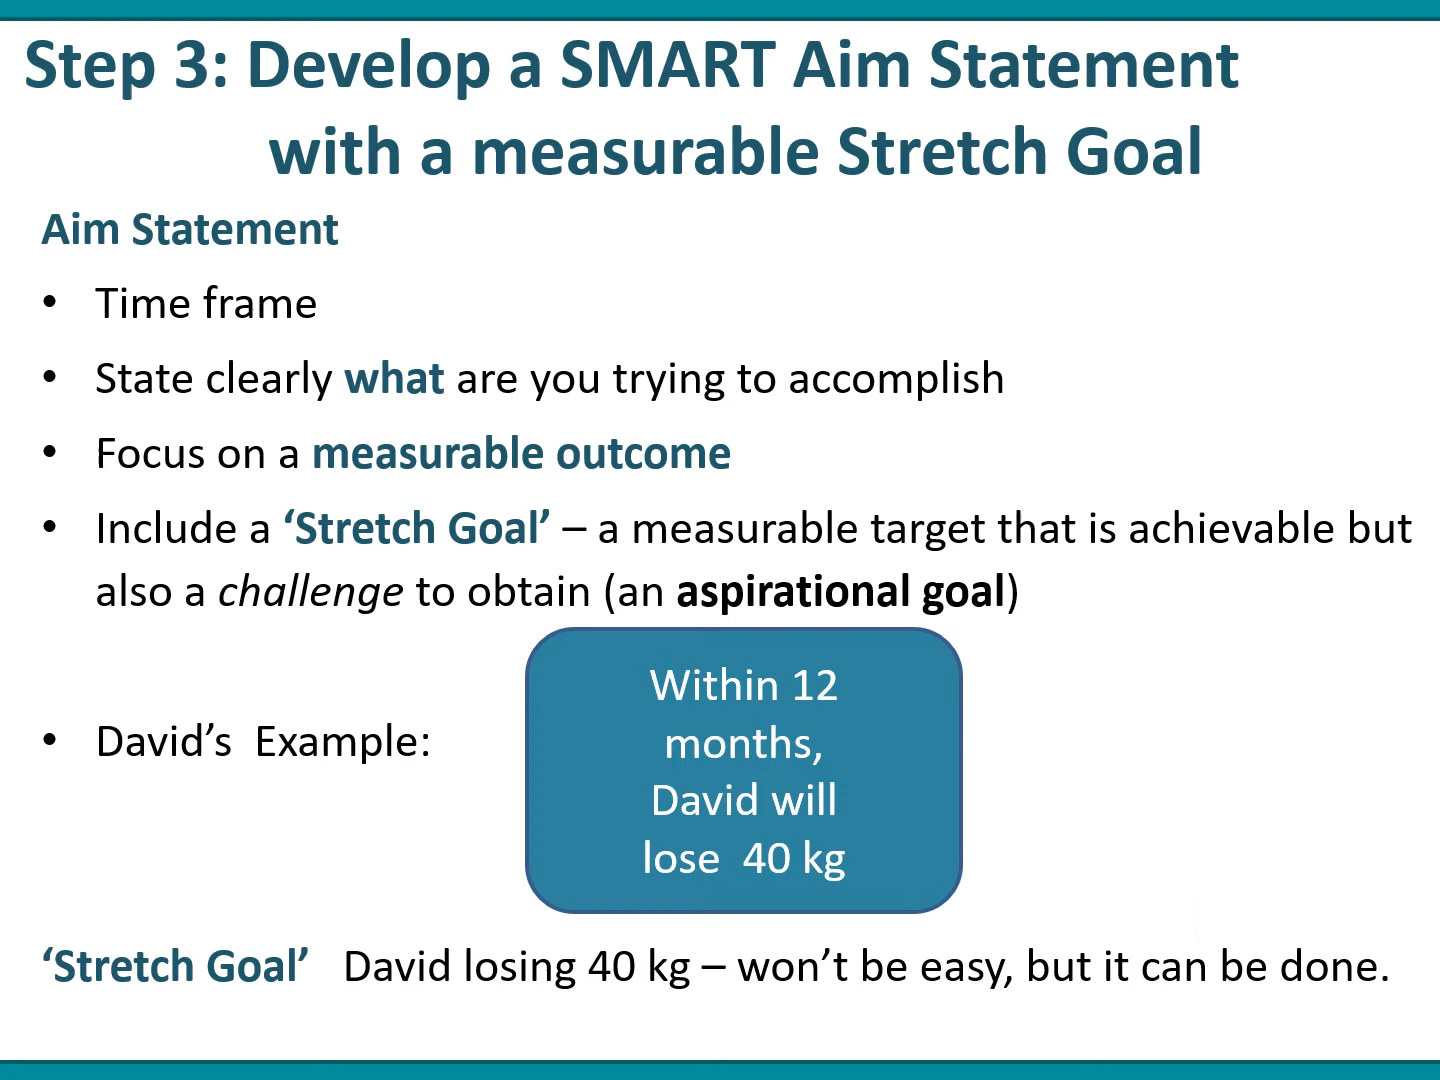 Step 3: Develop a SMART Aim Statement
with a measurable Stretch Goal
Aim Statement
• Time frame
• State clearly what are you trying to accomplish
• Focus on a measurable outcome
• Include a ‘Stretch Goal’ – a measurable target that is achievable but
also a challenge to obtain (an aspirational goal)
• David’s  Example:
Within 12
months,
David will
lose  40 kg
‘Stretch Goal’   David losing 40 kg – won’t be easy, but it can be done.